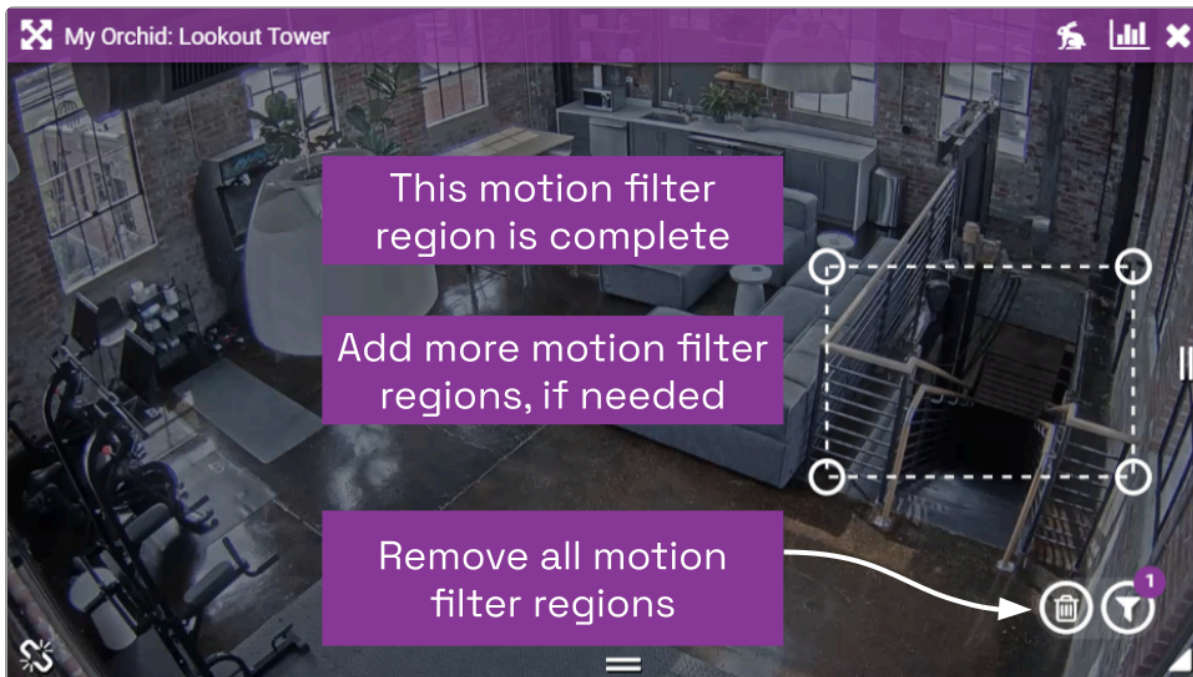 My Orchid: Lookout Tower
This motion filter
region is complete
Add more motion filter
regions, if needed
Remove all motion
filter regions
1